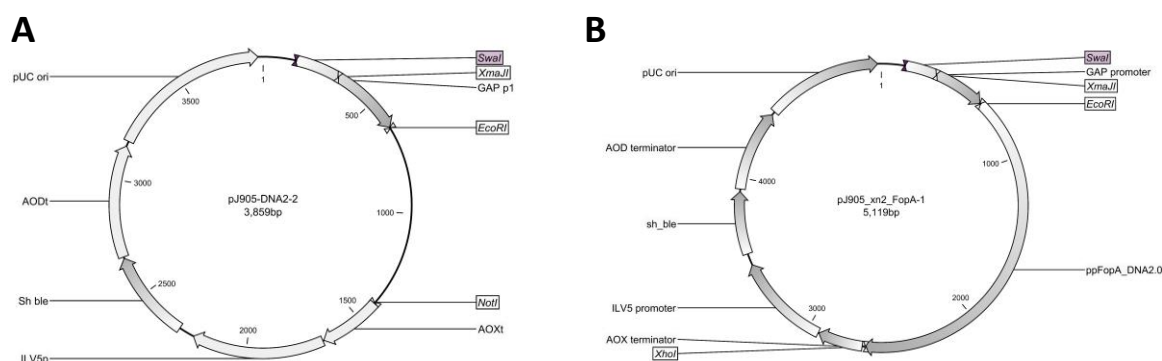 A
pUC ori
SwaI
XmaJI
GAP p1
EcoRI
1
500
1000
1500
2000
2500
3000
3500
pJ905-DNA2-2
3,859bp
AODt
Sh ble
ILV5p
NotI
AOXt
B
pUC ori
SwaI
GAP promoter
XmaJI
EcoRI
1
1000
2000
3000
4000
AOD terminator
pJ905_xn2_FopA-1
5,119bp
sh_ble
ppFopA_DNA2.0
ILV5 promoter
AOX terminator
XhoI